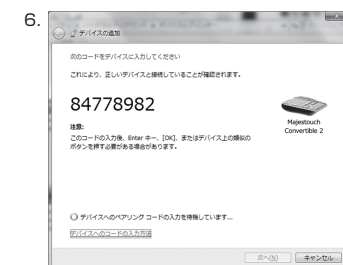 6.
デバイスの追加
次のコードをデバイスに入力してください
これにより、正しいデバイスと接続していることが確認されます。
84778982
Majestouch
Convertible 2
注意:
このコードの入力後、Enter キー、[OK]、またはデバイス上の類似の
ボタンを押す必要がある場合があります。
デバイスへのペアリング コードの入力を待機しています...
デバイスへのコードの入力方法
次へ(N)
キャンセル